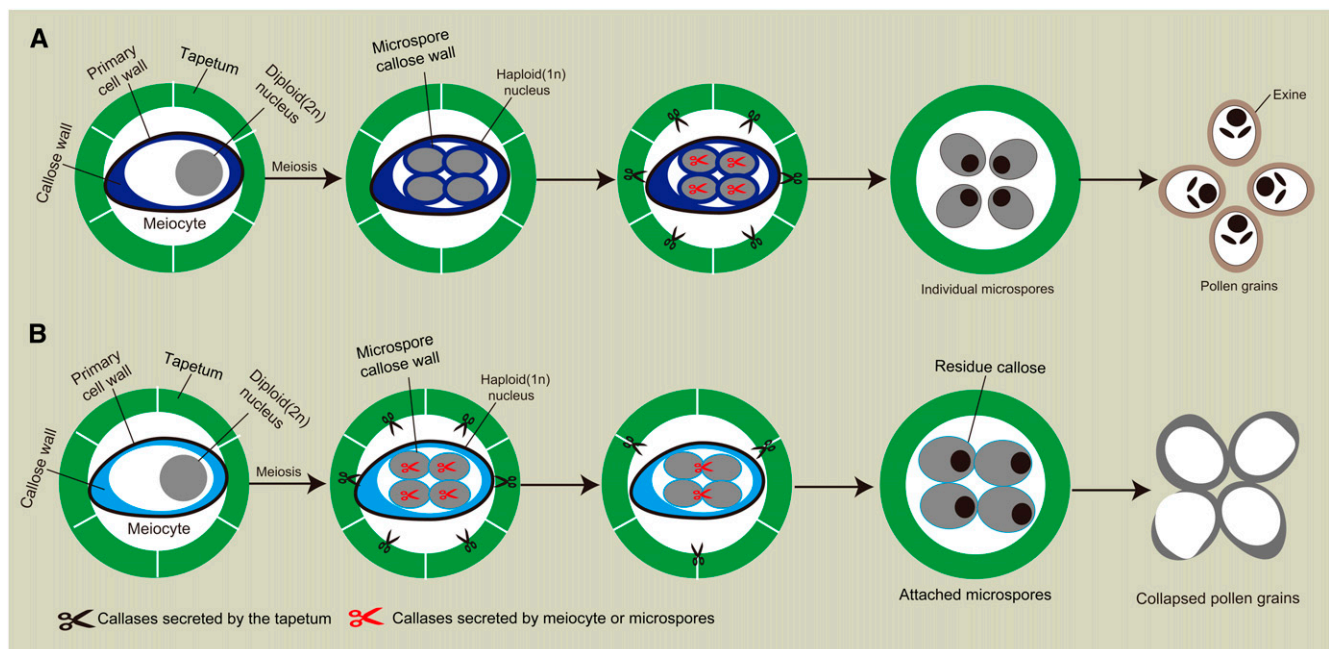 A
Primary
cell wall
Tapetum
Diploid(2n)
nucleus
Callose wall
Meiocyte
Meiosis
Microspore
callose wall
Haploid(1n)
nucleus
Individual microspores
Exine
Pollen grains
B
Primary
cell wall
Tapetum
Diploid(2n)
nucleus
Callose wall
Meiocyte
Meiosis
Microspore
callose wall
Haploid(1n)
nucleus
Residue callose
Attached microspores
Collapsed pollen grains
Callases secreted by the tapetum
Callases secreted by meiocyte or microspores